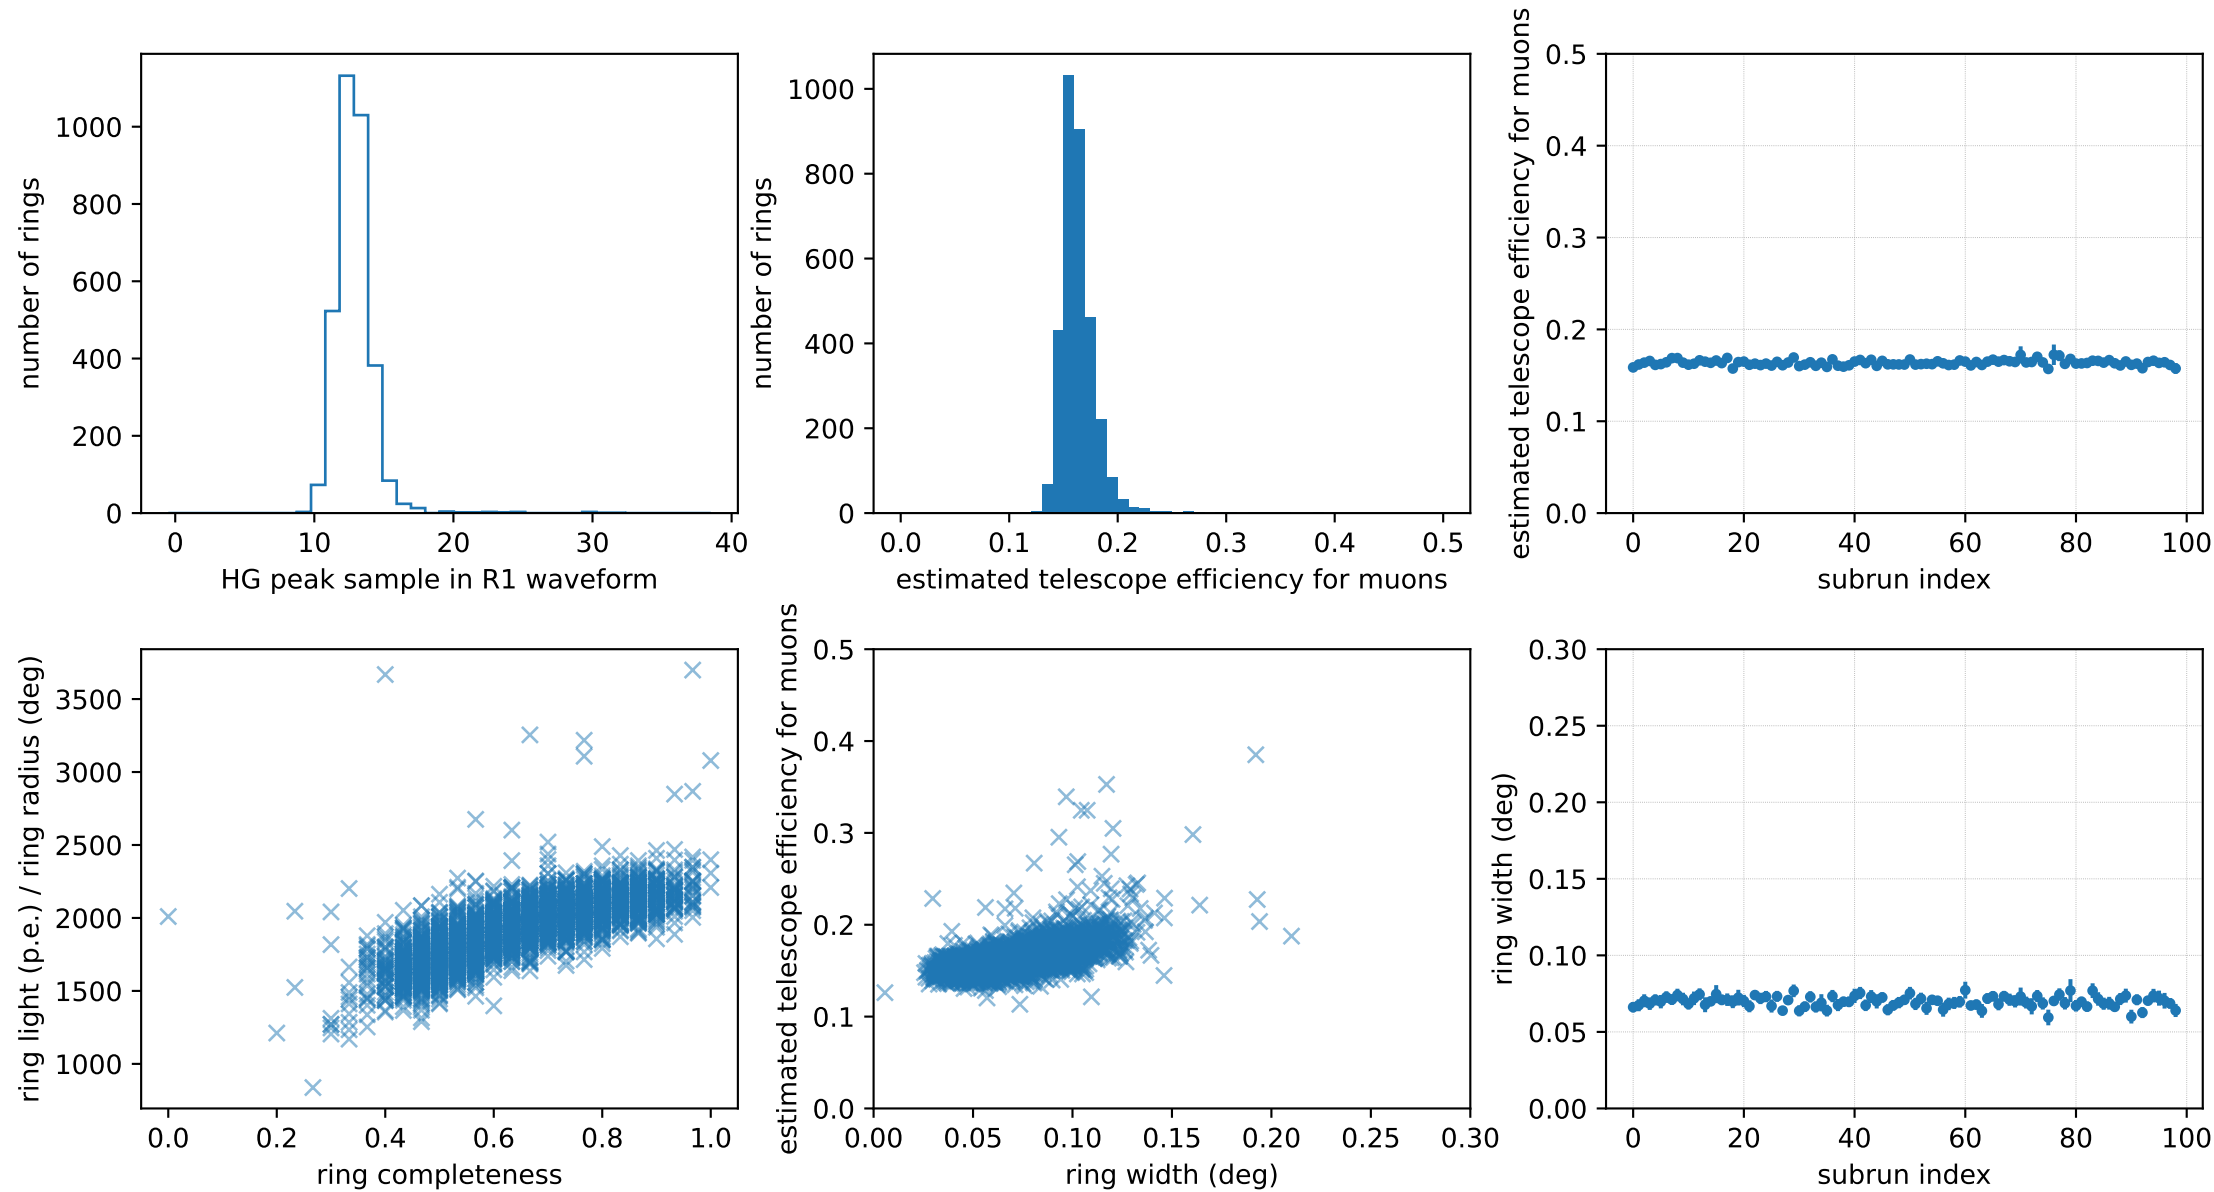 number of rings
1000
800
600
400
200
0
0 10 20 30 40
HG peak sample in R1 waveform
number of rings
1000
800
600
400
200
0
0.0 0.1 0.2 0.3 0.4 0.5
estimated telescope efficiency for muons
estimated telescope efficiency for muons
0.5
0.4
0.3
0.2
0.1
0.0
0 20 40 60 80 100
subrun index
ring light (p.e.) / ring radius (deg)
3500
3000
2500
2000
1500
1000
0.0 0.2 0.4 0.6 0.8 1.0
ring completeness
estimated telescope efficiency for muons
0.5
0.4
0.3
0.2
0.1
0.0
0.00 0.05 0.10 0.15 0.20 0.25 0.30
ring width (deg)
ring width (deg)
0.30
0.25
0.20
0.15
0.10
0.05
0.00
0 20 40 60 80 100
subrun index